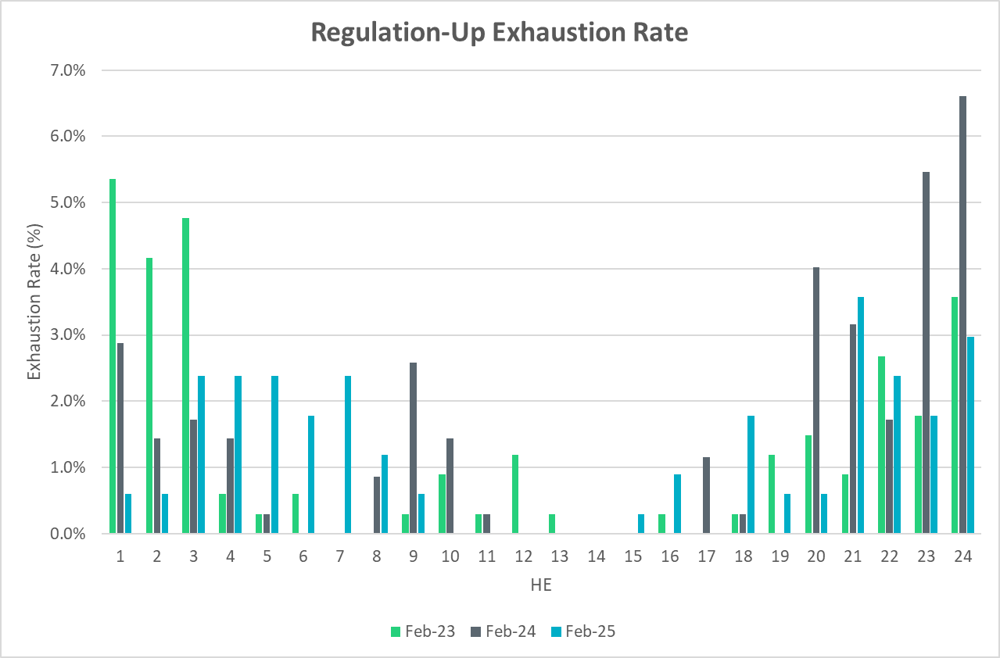 Regulation-Up Exhaustion Rate
7.0%
6.0%
5.0%
4.0%
3.0%
2.0%
1.0%
0.0%
Exhaustion Rate (%)
1 2 3 4 5 6 7 8 9 10 11 12 13 14 15 16 17 18 19 20 21 22 23 24
HE
Feb-23 Feb-24 Feb-25